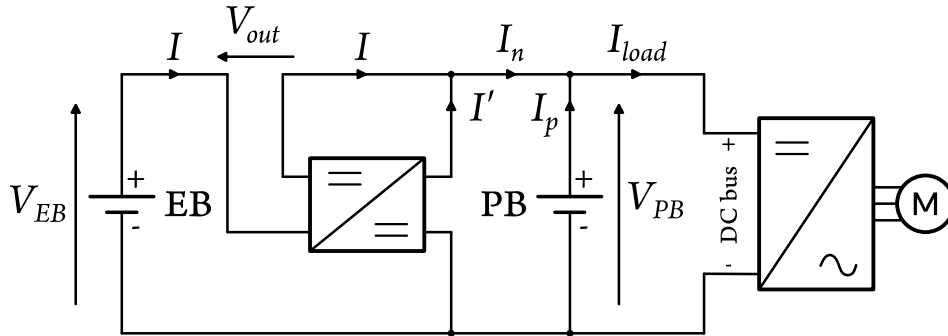 V_out
I
I
I_n
I_load
I'
I_p
V_EB
+
EB
-
PB
+
-
V_PB
DC bus
+
-
M